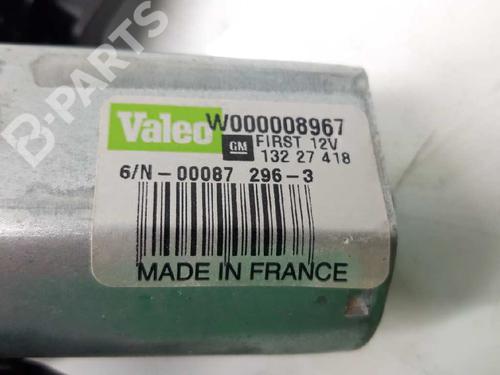 B-PARTS
Valeo W000008967
GM FIRST 12V
132 27 418
6/N-00087 296-3
MADE IN FRANCE